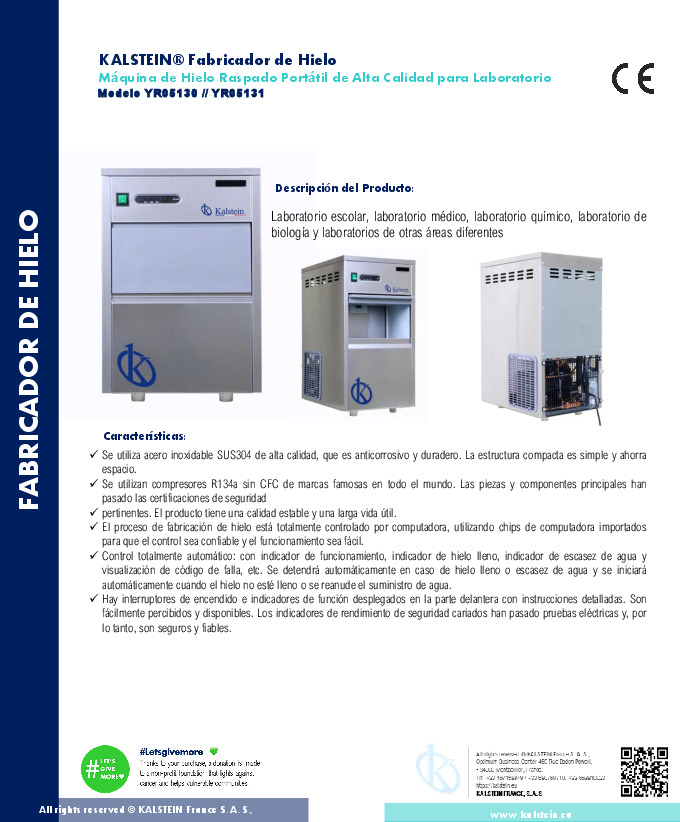 KALSTEIN® Fabricador de Hielo
Máquina de Hielo Raspado Portátil de Alta Calidad para Laboratorio
Modelo YR05130 // YR05131
CE
FABRICADOR DE HIELO
Kalstein
Descripción del Producto:
Laboratorio escolar, laboratorio médico, laboratorio químico, laboratorio de
biología y laboratorios de otras áreas diferentes
Kalstein
Características:
✓ Se utiliza acero inoxidable SUS304 de alta calidad, que es anticorrosivo y duradero. La estructura compacta es simple y ahorra
espacio.
✓ Se utilizan compresores R134a sin CFC de marcas famosas en todo el mundo. Las piezas y componentes principales han
pasado las certificaciones de seguridad
✓ pertinentes. El producto tiene una calidad estable y una larga vida útil.
✓ El proceso de fabricación de hielo está totalmente controlado por computadora, utilizando chips de computadora importados
para que el control sea confiable y el funcionamiento sea fácil.
✓ Control totalmente automático: con indicador de funcionamiento, indicador de hielo lleno, indicador de escasez de agua y
visualización de código de falla, etc. Se detendrá automáticamente en caso de hielo lleno o escasez de agua y se iniciará
automáticamente cuando el hielo no esté lleno o se reanude el suministro de agua.
✓ Hay interruptores de encendido e indicadores de función desplegados en la parte delantera con instrucciones detalladas. Son
fácilmente percibidos y disponibles. Los indicadores de rendimiento de seguridad cariados han pasado pruebas eléctricas y, por
lo tanto, son seguros y fiables.
#LET'S
GIVE
MORE
#Letsgivemore
Thanks to your purchase, a donation is made
to a non-profit foundation that fights against
cancer and helps vulnerable communities
All rights reserved ® KALSTEIN France S. A. S.,
https://kalstein.eu
KALSTEIN FRANCE, S. A. S
All rights reserved © KALSTEIN France S. A. S.,
www.kalstein.eu